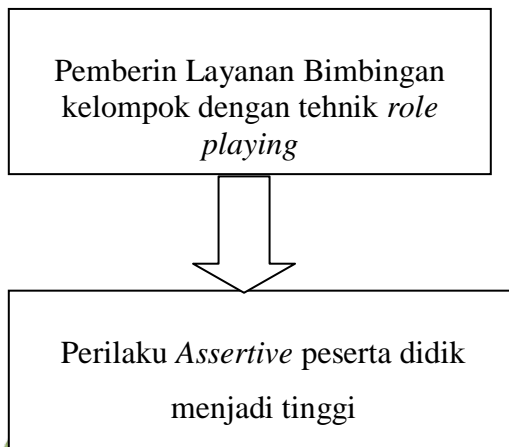 Pemberin Layanan Bimbingan
kelompok dengan tehnik role
playing
Perilaku Assertive peserta didik
menjadi tinggi